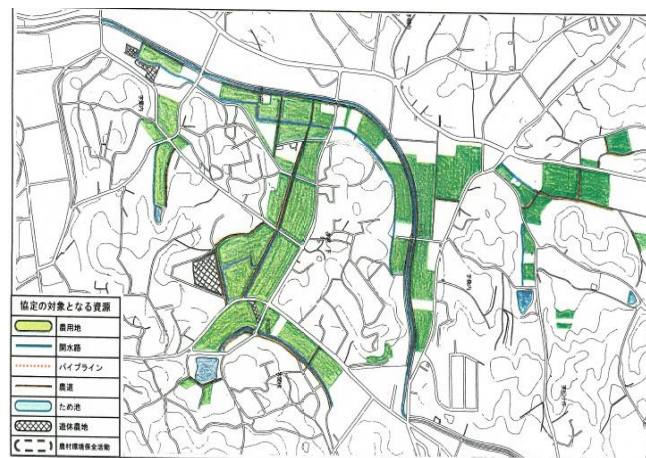 協定の対象となる資源
農用地
開水路
パイプライン
農道
ため池
遊休農地
農村環境保全活動